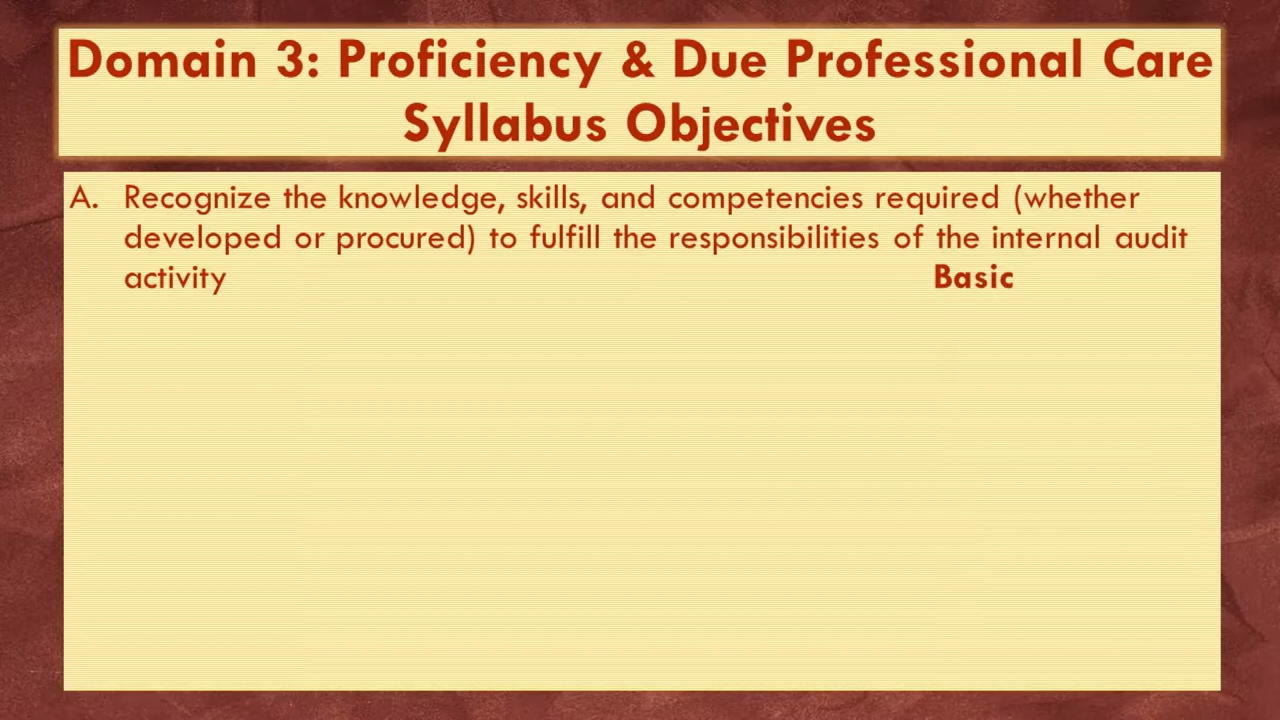 Domain 3: Proficiency & Due Professional Care
Syllabus Objectives
A. Recognize the knowledge, skills, and competencies required (whether
developed or procured) to fulfill the responsibilities of the internal audit
activity Basic